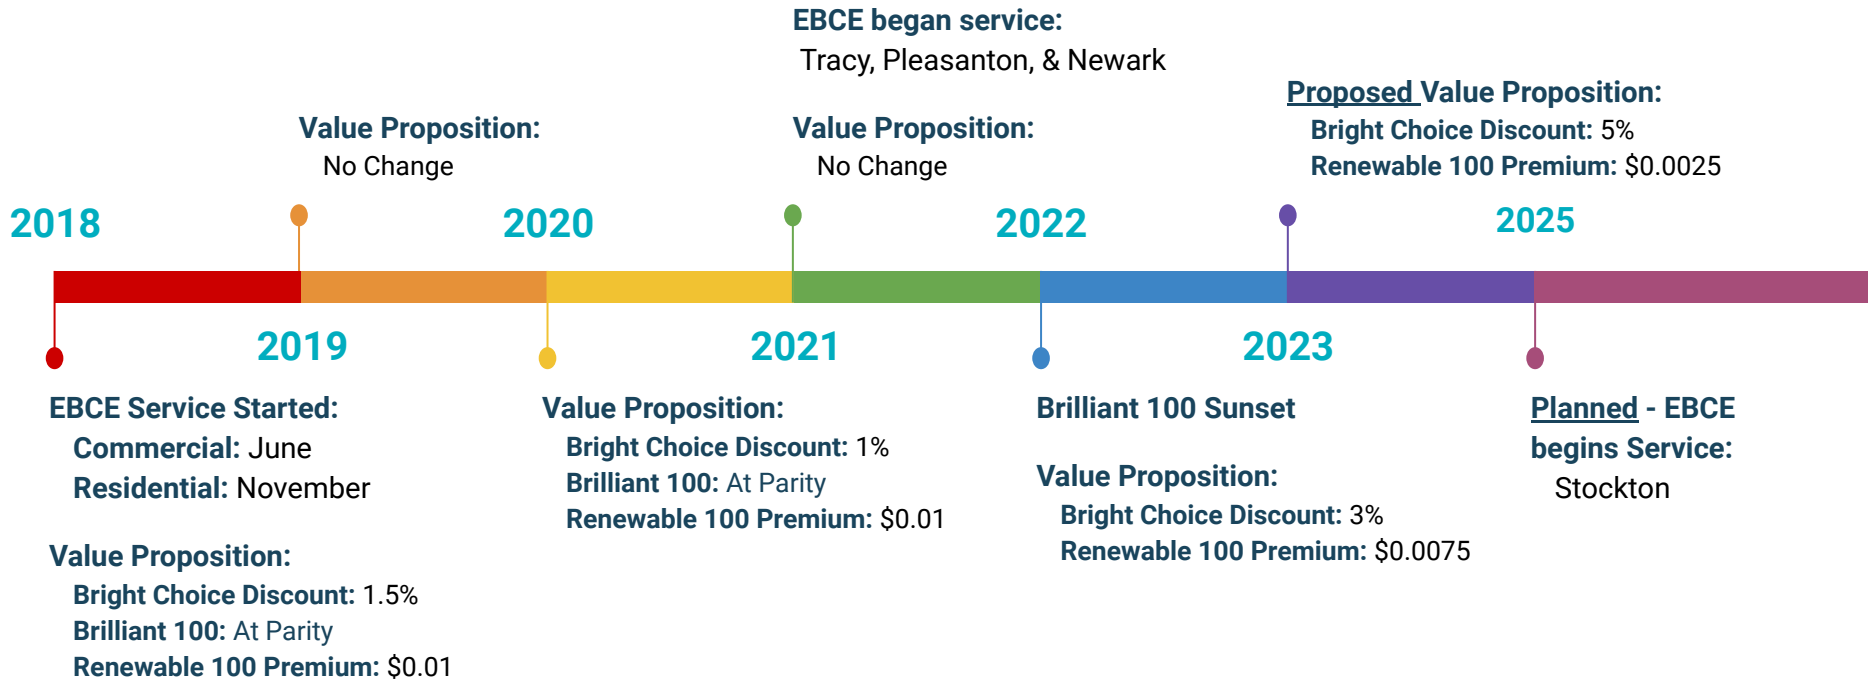 2018
EBCE Service Started:
Commercial: June
Residential: November
Value Proposition:
Bright Choice Discount: 1.5%
Brilliant 100: At Parity
Renewable 100 Premium: $0.01
Value Proposition:
No Change
2019
2020
Value Proposition:
Bright Choice Discount: 1%
Brilliant 100: At Parity
Renewable 100 Premium: $0.01
EBCE began service:
Tracy, Pleasanton, & Newark
Value Proposition:
No Change
2021
2022
Brilliant 100 Sunset
Value Proposition:
Bright Choice Discount: 3%
Renewable 100 Premium: $0.0075
Proposed Value Proposition:
Bright Choice Discount: 5%
Renewable 100 Premium: $0.0025
2023
2025
Planned - EBCE
begins Service:
Stockton